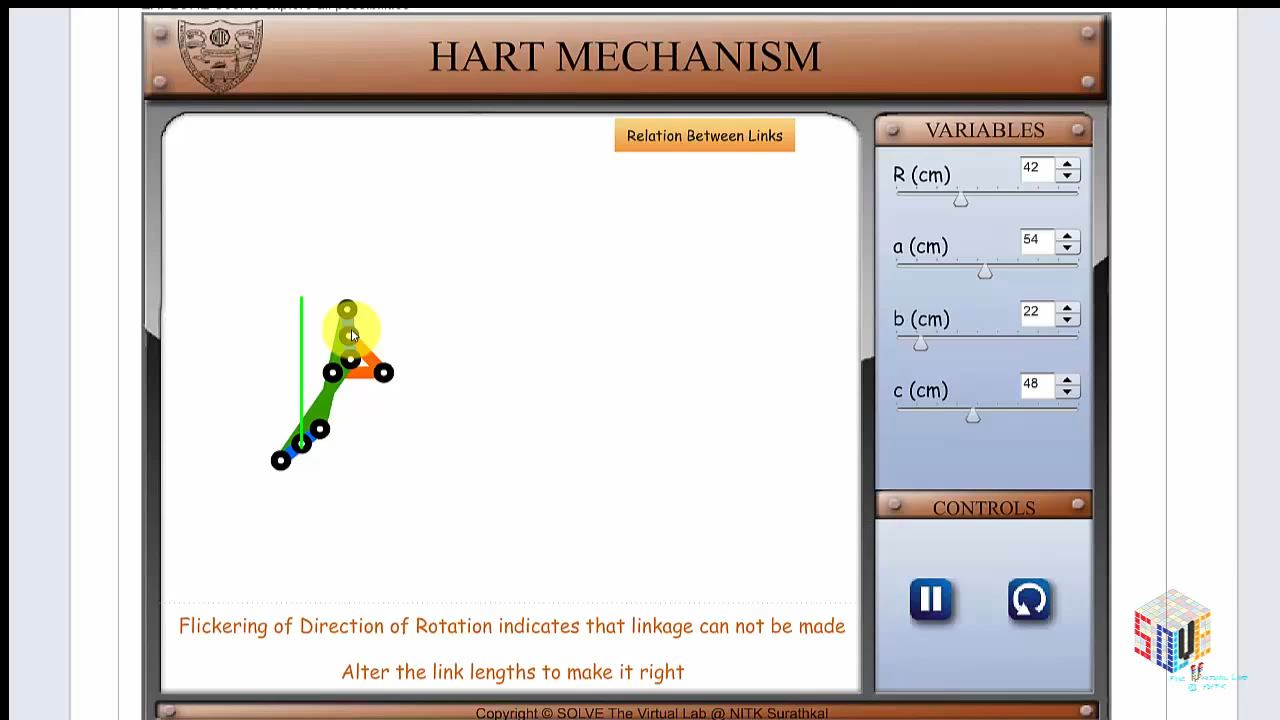 HART MECHANISM
Relation Between Links
VARIABLES
R (cm)
42
a (cm)
54
b (cm)
22
c (cm)
48
CONTROLS
Flickering of Direction of Rotation indicates that linkage can not be made
Alter the link lengths to make it right
Copyright © SOLVE The Virtual Lab @ NITK Surathkal